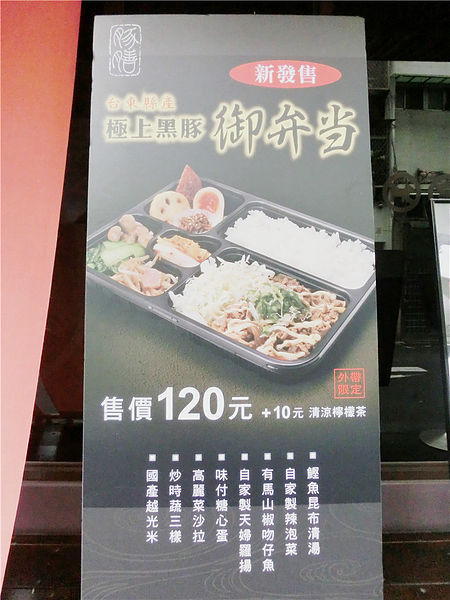 豚膳
新發售
台東縣産
極上黑豚 御弁当
外帶
限定
售價120元 +10元 清涼檸檬茶
■鰹魚昆布清湯
■自家製辣泡菜
■有馬山椒吻仔魚
■自家製天婦羅揚
■味付糖心蛋
■高麗菜沙拉
■炒時蔬三樣
■國產越光米